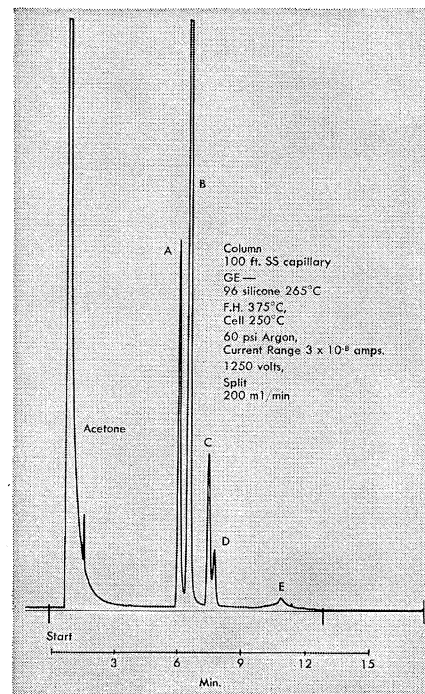 B
A
Column
100 ft. SS capillary
GE—
96 silicone 265°C
F.H. 375°C,
Cell 250°C
60 psi Argon,
Current Range 3 x 10⁻⁸ amps.
1250 volts,
Split
200 m1/min
Acetone
C
D
E
Start
3 6 9 12 15
Min.